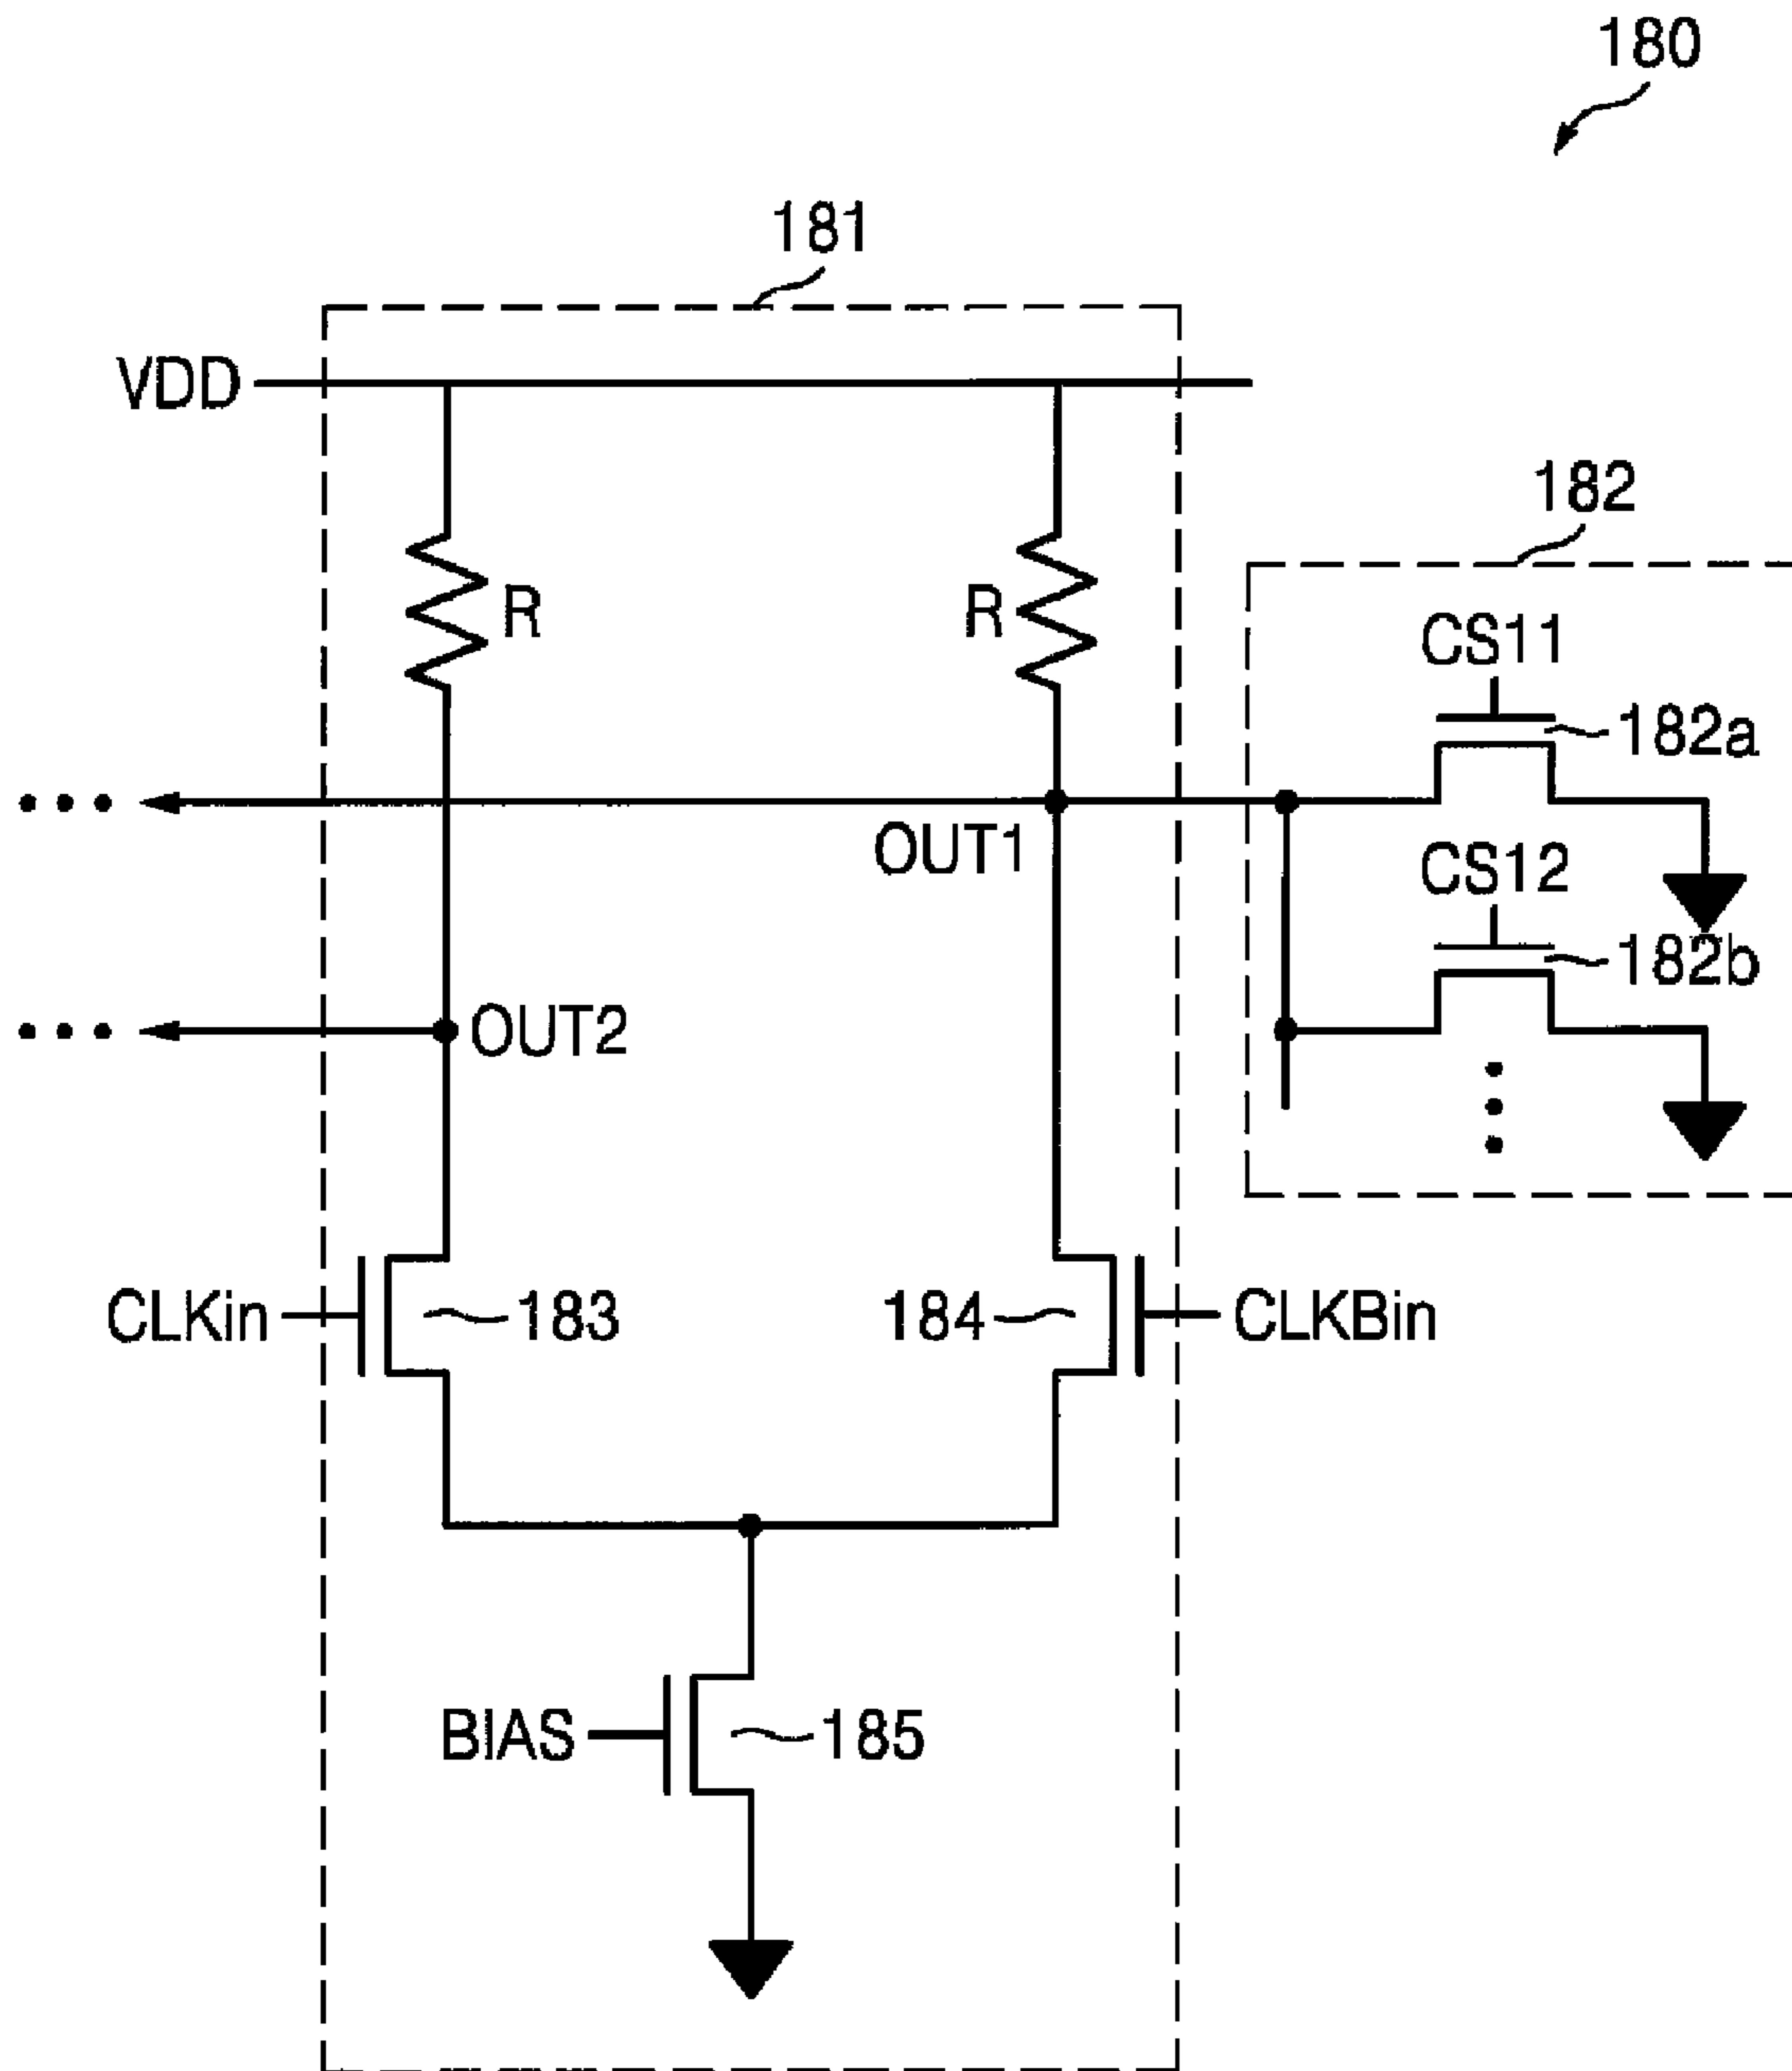 180
181
VDD
182
R
R
CS11
182a
OUT1
CS12
182b
OUT2
CLKin
183
184
CLKBin
BIAS
185